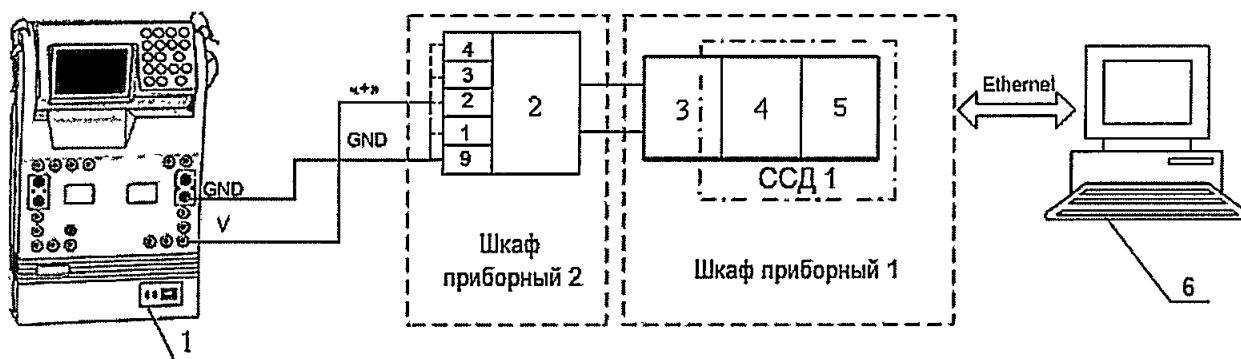 1
GND
V
«+»
GND
4
3
2
1
9
2
Шкаф
приборный 2
3
4
5
ССД 1
Шкаф приборный 1
Ethernet
6